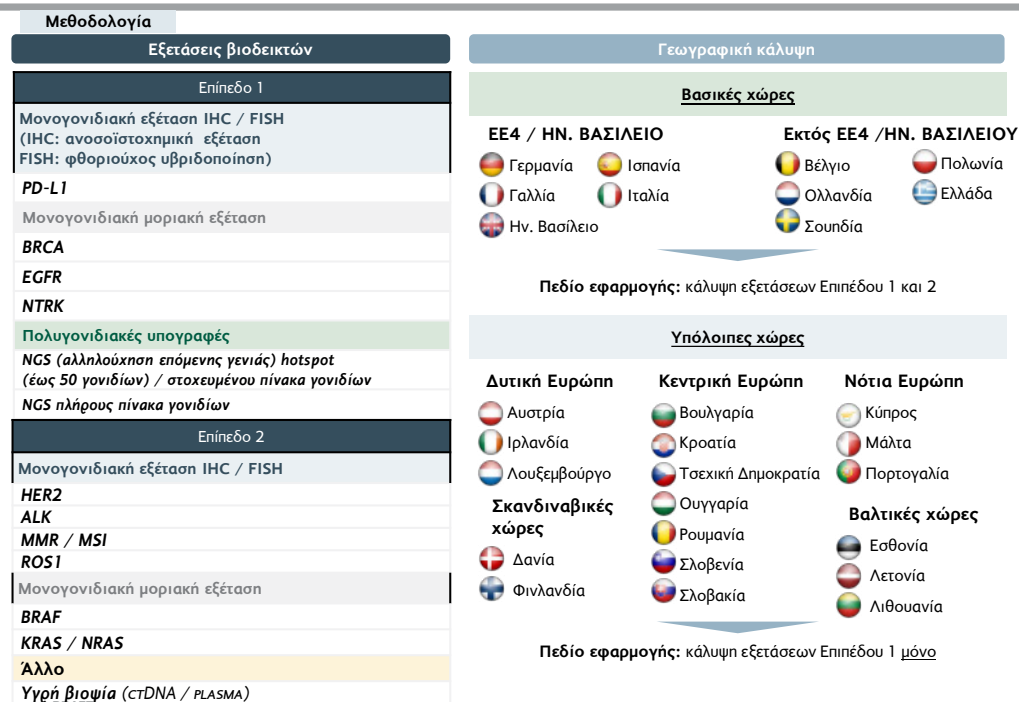 Μεθοδολογία
Εξετάσεις βιοδεικτών
Επίπεδο 1
Μονογονιδιακή εξέταση IHC / FISH
(IHC: ανοσοϊστοχημική εξέταση
FISH: φθοριούχος υβριδοποίηση)
PD-L1
Μονογονιδιακή μοριακή εξέταση
BRCA
EGFR
NTRK
Πολυγονιδιακές υπογραφές
NGS (αλληλούχηση επόμενης γενιάς) hotspot
(έως 50 γονιδίων) / στοχευμένου πίνακα γονιδίων
NGS πλήρους πίνακα γονιδίων
Επίπεδο 2
Μονογονιδιακή εξέταση IHC / FISH
HER2
ALK
MMR / MSI
ROS1
Μονογονιδιακή μοριακή εξέταση
BRAF
KRAS / NRAS
Άλλο
Υγρή βιοψία (CTDNA / PLASMA)
Γεωγραφική κάλυψη
Βασικές χώρες
ΕΕ4 / ΗΝ. ΒΑΣΙΛΕΙΟ
Γερμανία
Γαλλία
Ην. Βασίλειο
Ισπανία
Ιταλία
Εκτός ΕΕ4 /ΗΝ. ΒΑΣΙΛΕΙΟΥ
Βέλγιο
Ολλανδία
Σουηδία
Πολωνία
Ελλάδα
Πεδίο εφαρμογής: κάλυψη εξετάσεων Επιπέδου 1 και 2
Υπόλοιπες χώρες
Δυτική Ευρώπη
Αυστρία
Ιρλανδία
Λουξεμβούργο
Σκανδιναβικές
χώρες
Δανία
Φινλανδία
Κεντρική Ευρώπη
Βουλγαρία
Κροατία
Τσεχική Δημοκρατία
Ουγγαρία
Ρουμανία
Σλοβενία
Σλοβακία
Νότια Ευρώπη
Κύπρος
Μάλτα
Πορτογαλία
Βαλτικές χώρες
Εσθονία
Λετονία
Λιθουανία
Πεδίο εφαρμογής: κάλυψη εξετάσεων Επιπέδου 1 μόνο